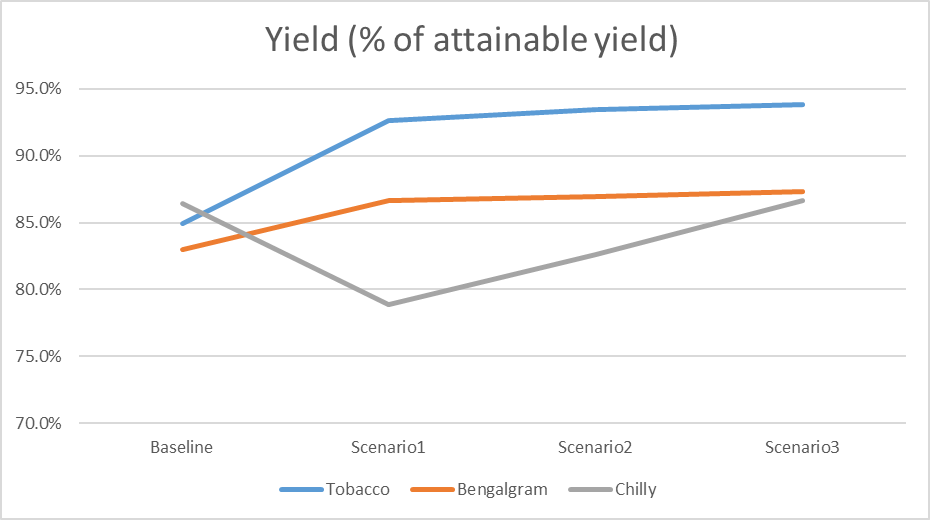 Yield (% of attainable yield)
95.0%
90.0%
85.0%
80.0%
75.0%
70.0%
Baseline Scenario1 Scenario2 Scenario3
Tobacco Bengalgram Chilly